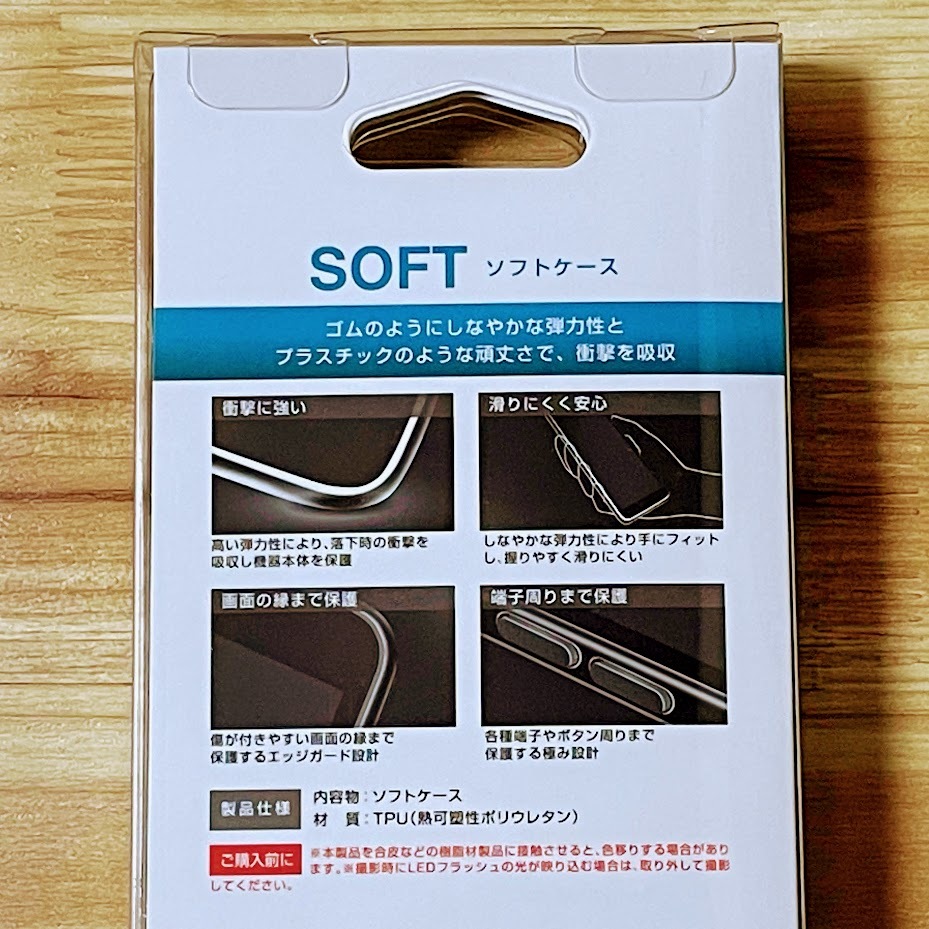 SOFT ソフトケース
ゴムのようにしなやかな弾力性と
プラスチックのような頑丈さで、衝撃を吸収
衝撃に強い
高い弾力性により、落下時の衝撃を
吸収し機器本体を保護
滑りにくく安心
しなやかな弾力性により手にフィット
し、握りやすく滑りにくい
画面の縁まで保護
傷が付きやすい画面の縁まで
保護するエッジガード設計
端子周りまで保護
各種端子やボタン周りまで
保護する極み設計
製品仕様
内容物：ソフトケース
材　質：TPU（熱可塑性ポリウレタン）
ご購入前に
※本製品を合皮などの樹脂材製品に接触させると、色移りする場合があり
ます。※撮影時にLEDフラッシュの光が映り込む場合は、取り外して撮影
してください。